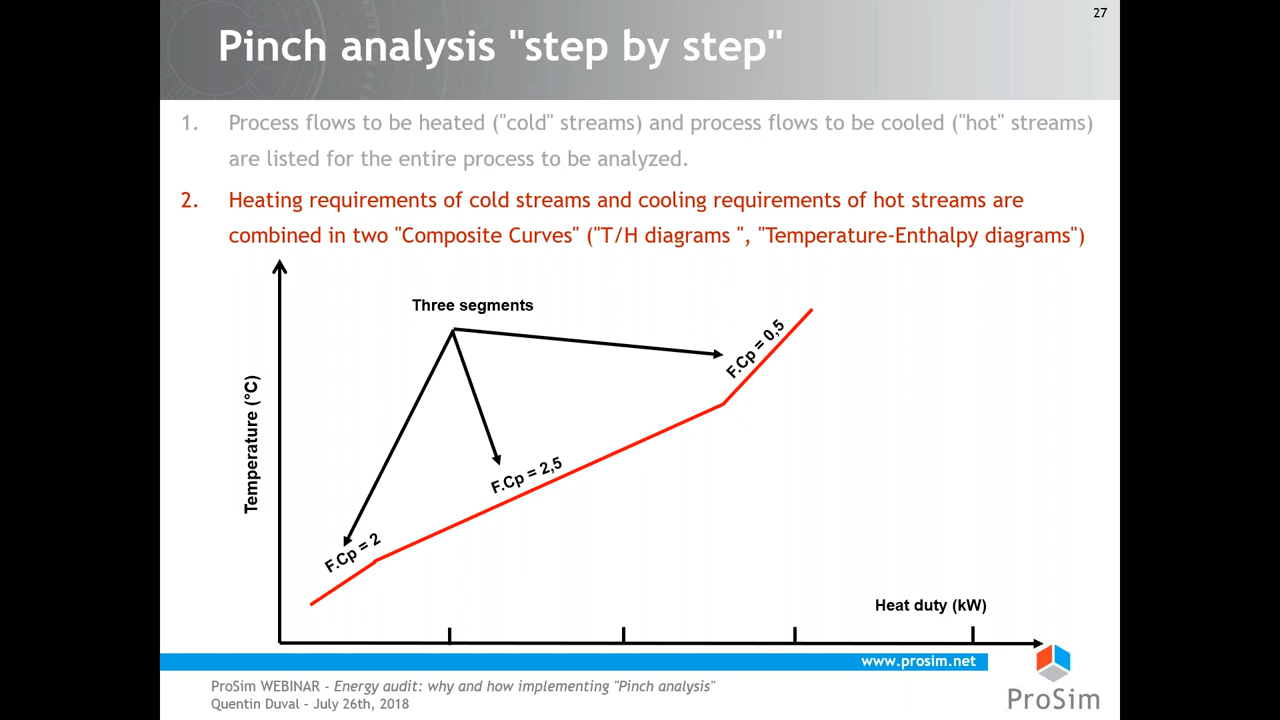 27
Pinch analysis "step by step"
1. Process flows to be heated ("cold" streams) and process flows to be cooled ("hot" streams)
are listed for the entire process to be analyzed.
2. Heating requirements of cold streams and cooling requirements of hot streams are
combined in two "Composite Curves" ("T/H diagrams ", "Temperature-Enthalpy diagrams")
Three segments
F.Cp = 0,5
Temperature (°C)
F.Cp = 2,5
F.Cp = 2
Heat duty (kW)
www.prosim.net
ProSim WEBINAR - Energy audit: why and how implementing "Pinch analysis"
Quentin Duval - July 26th, 2018
ProSim